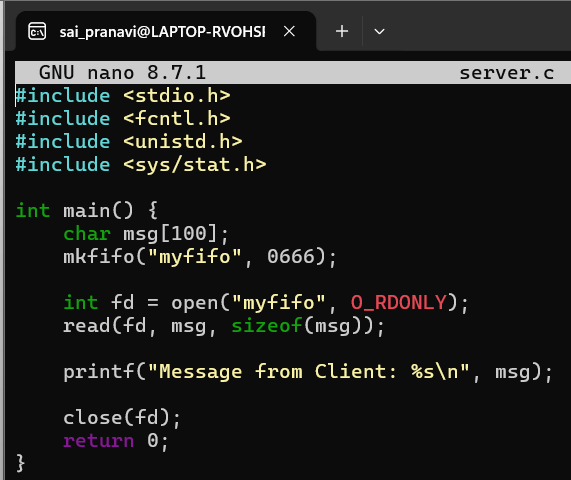 sai_pranavi@LAPTOP-RVOHSI
GNU nano 8.7.1 server.c
#include <stdio.h>
#include <fcntl.h>
#include <unistd.h>
#include <sys/stat.h>
int main() {
char msg[100];
mkfifo("myfifo", 0666);
int fd = open("myfifo", O_RDONLY);
read(fd, msg, sizeof(msg));
printf("Message from Client: %s\n", msg);
close(fd);
return 0;
}